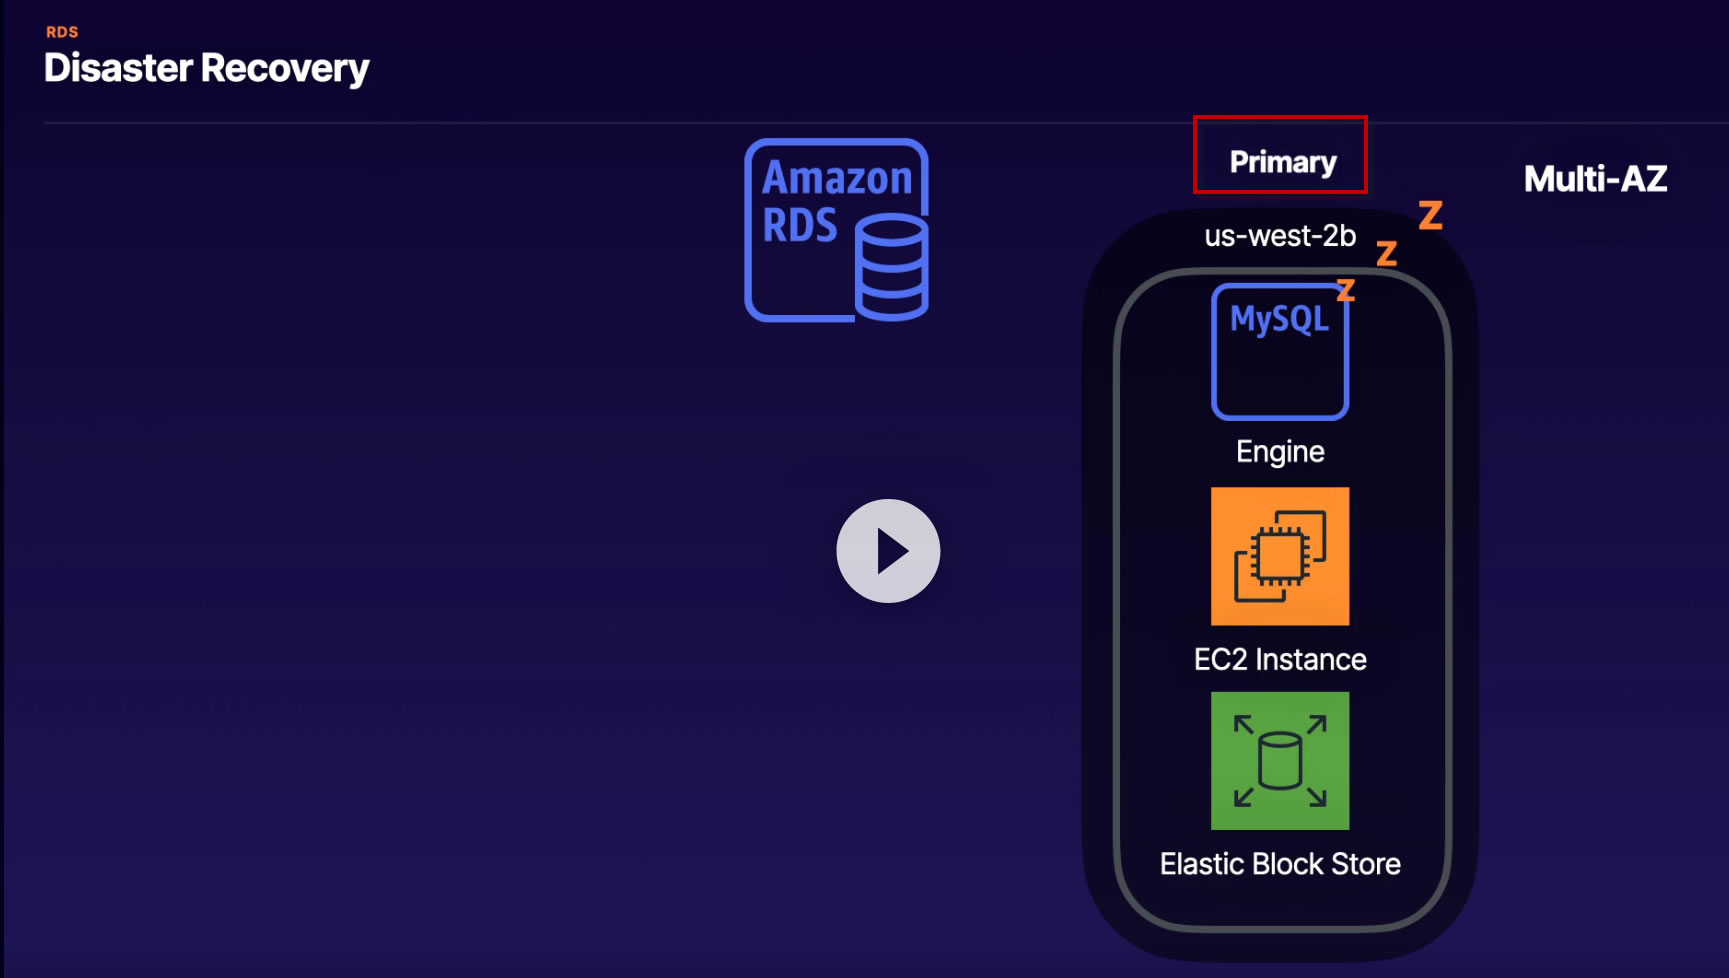 RDS
Disaster Recovery
Amazon
RDS
Primary
Multi-AZ
us-west-2b
Z
Z
Z
MySQL
Engine
EC2 Instance
Elastic Block Store